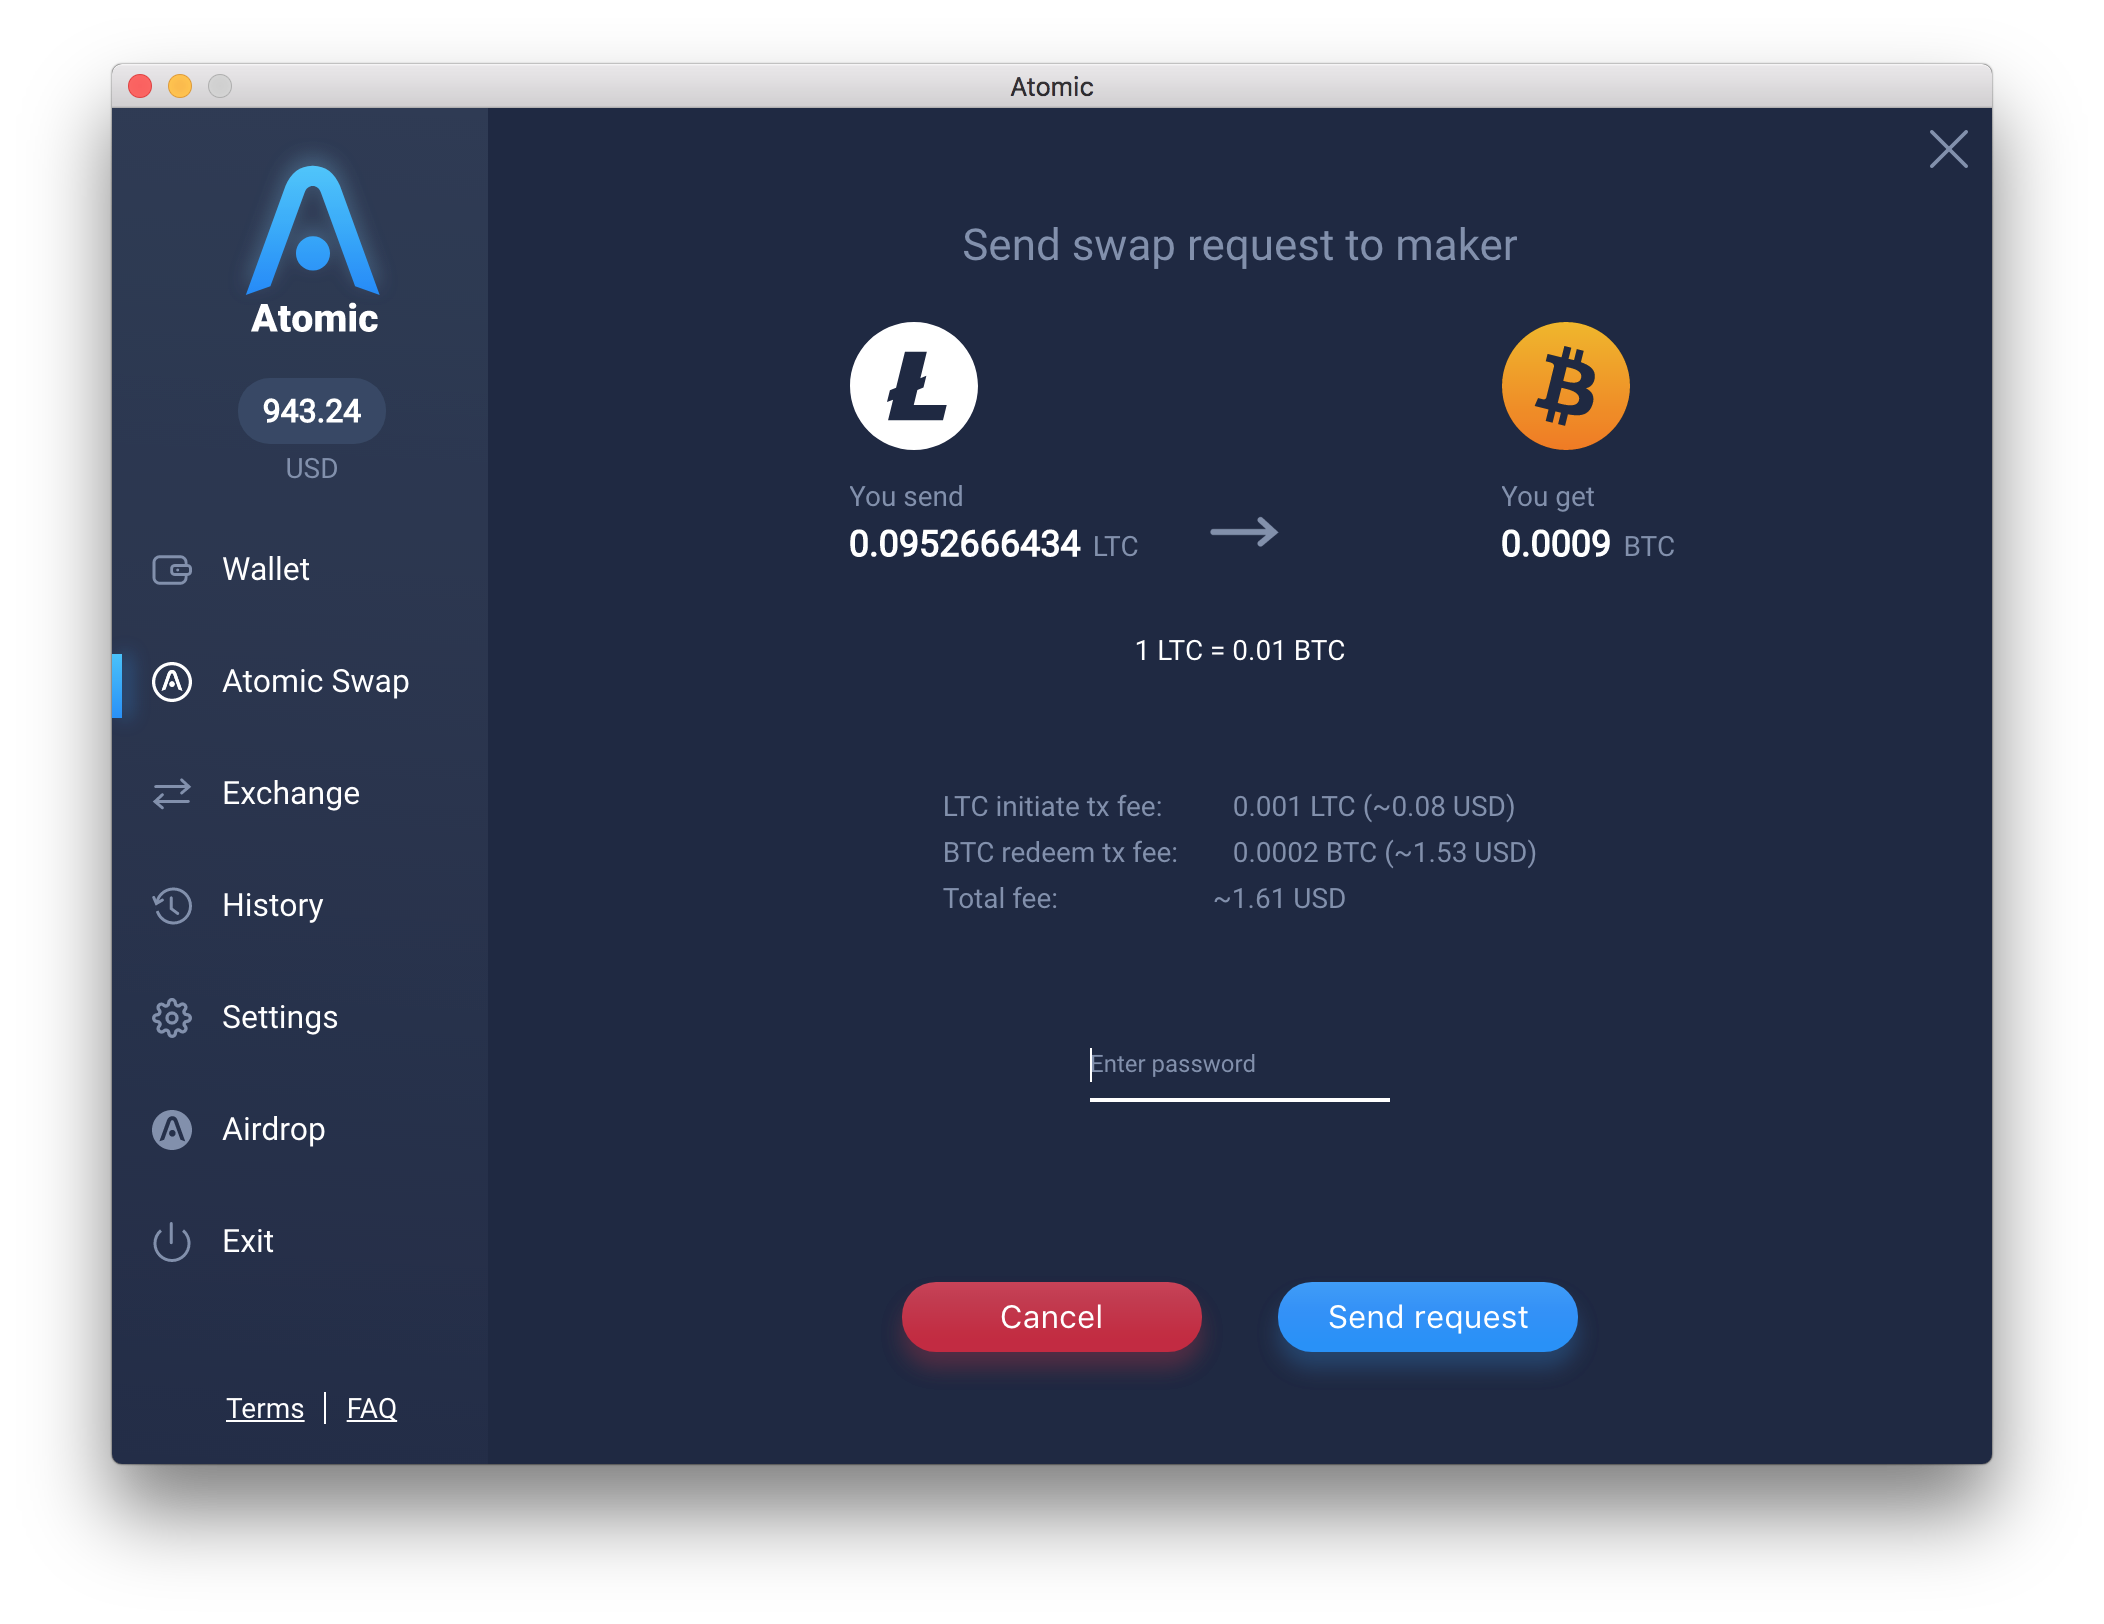 Atomic
Atomic
943.24
USD
Wallet
Atomic Swap
Exchange
History
Settings
Airdrop
Exit
Terms | FAQ
Send swap request to maker
You send
0.0952666434 LTC
You get
0.0009 BTC
1 LTC = 0.01 BTC
LTC initiate tx fee: 0.001 LTC (~0.08 USD)
BTC redeem tx fee: 0.0002 BTC (~1.53 USD)
Total fee: ~1.61 USD
Enter password
Cancel
Send request